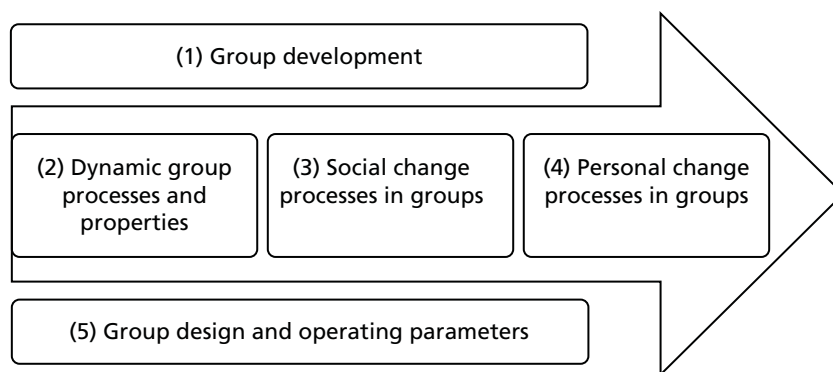 (1) Group development
(2) Dynamic group
processes and
properties
(3) Social change
processes in groups
(4) Personal change
processes in groups
(5) Group design and operating parameters